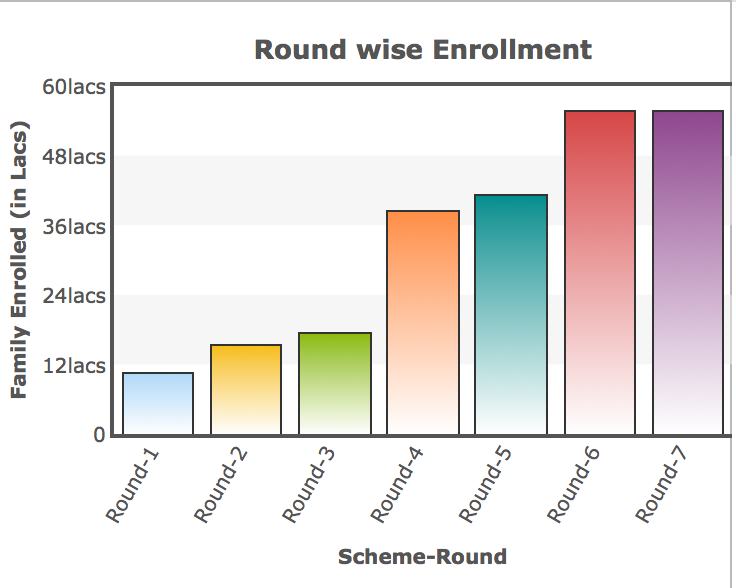 Round wise Enrollment
Family Enrolled (in Lacs)
60lacs
48lacs
36lacs
24lacs
12lacs
0
Round-1
Round-2
Round-3
Round-4
Round-5
Round-6
Round-7
Scheme-Round